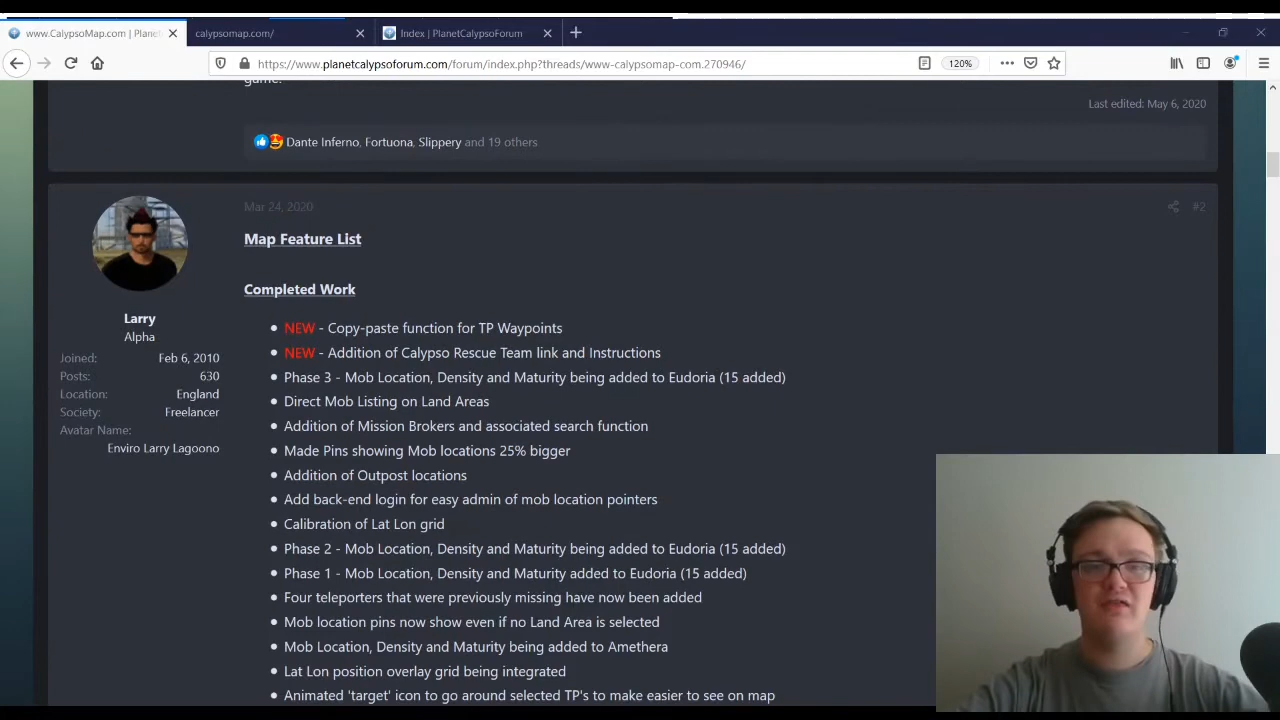 www.CalypsoMap.com | Plane
calypsomap.com/
Index | PlanetCalypsoForum
https://www.planetcalypsoforum.com/forum/index.php?threads/www-calypsomap-com.270946/
120%
game.
Last edited: May 6, 2020
Dante Inferno, Fortuona, Slippery and 19 others
Mar 24, 2020
#2
Map Feature List
Completed Work
NEW - Copy-paste function for TP Waypoints
Larry
Alpha
NEW - Addition of Calypso Rescue Team link and Instructions
Joined: Feb 6, 2010
Phase 3 - Mob Location, Density and Maturity being added to Eudoria (15 added)
Posts: 630
Location: England
Direct Mob Listing on Land Areas
Society: Freelancer
Addition of Mission Brokers and associated search function
Avatar Name:
Enviro Larry Lagoono
Made Pins showing Mob locations 25% bigger
Addition of Outpost locations
Add back-end login for easy admin of mob location pointers
Calibration of Lat Lon grid
Phase 2 - Mob Location, Density and Maturity being added to Eudoria (15 added)
Phase 1 - Mob Location, Density and Maturity added to Eudoria (15 added)
Four teleporters that were previously missing have now been added
Mob location pins now show even if no Land Area is selected
Mob Location, Density and Maturity being added to Amethera
Lat Lon position overlay grid being integrated
Animated 'target' icon to go around selected TP's to make easier to see on map